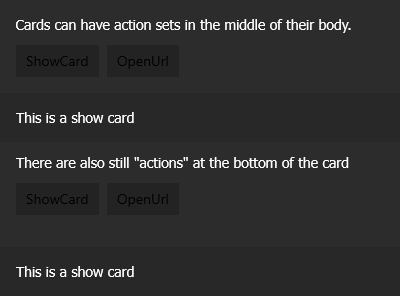 Cards can have action sets in the middle of their body.
ShowCard OpenUrl
This is a show card
There are also still "actions" at the bottom of the card
ShowCard OpenUrl
This is a show card